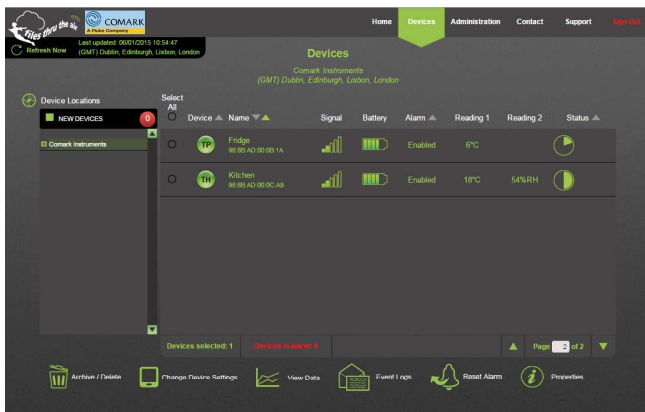 Files thru the air
COMARK
A Fluke Company
Home Devices Administration Contact Support Sign Out
Refresh Now
Last updated: 06/01/2015 10:54:47
(GMT) Dublin, Edinburgh, Lisbon, London
Devices
Comark Instruments
(GMT) Dublin, Edinburgh, Lisbon, London
Device Locations
NEW DEVICES 0
Comark Instruments
Select All
Device Name Signal Battery Alarm Reading 1 Reading 2 Status
TP Fridge Enabled 6°C
98:8B:AD:00:0B:1A
TH Kitchen Enabled 18°C 54%RH
98:8B:AD:00:0C:A9
Devices selected: 1 Devices in alarm: 0 Page 2 of 2
Archive / Delete Change Device Settings View Data Event Logs Reset Alarm Properties